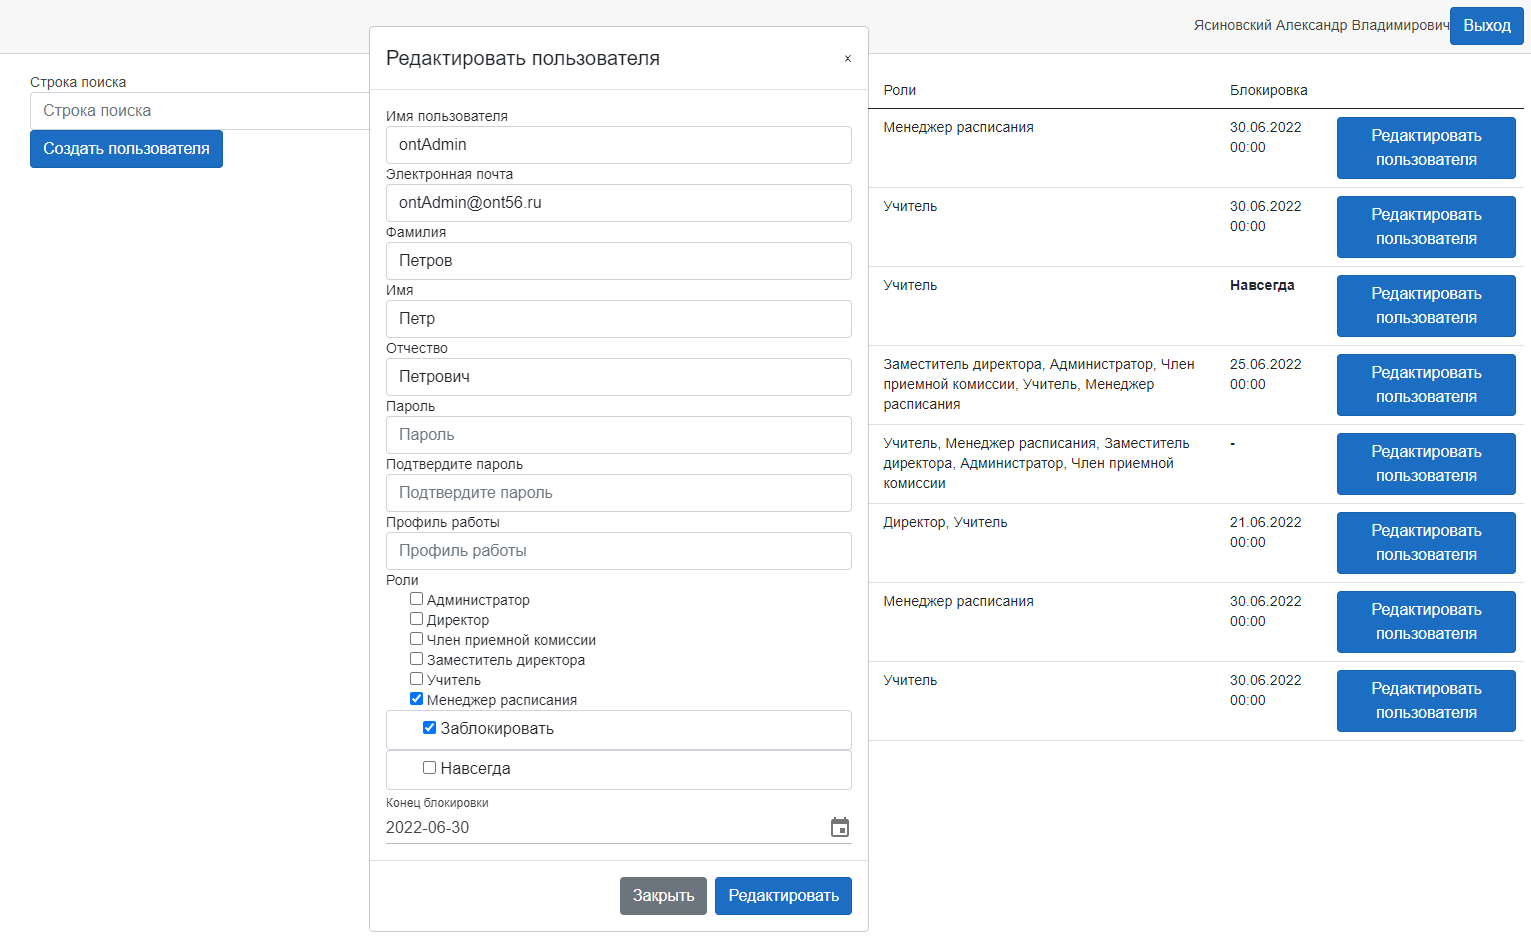 Ясиновский Александр Владимирович
Выход
Строка поиска
Строка поиска
Создать пользователя
Редактировать пользователя
×
Имя пользователя
ontAdmin
Электронная почта
ontAdmin@ont56.ru
Фамилия
Петров
Имя
Петр
Отчество
Петрович
Пароль
Пароль
Подтвердите пароль
Подтвердите пароль
Профиль работы
Профиль работы
Роли
Администратор
Директор
Член приемной комиссии
Заместитель директора
Учитель
Менеджер расписания
Заблокировать
Навсегда
Конец блокировки
2022-06-30
Закрыть
Редактировать
Роли
Блокировка
Менеджер расписания
30.06.2022
00:00
Редактировать
пользователя
Учитель
30.06.2022
00:00
Редактировать
пользователя
Учитель
Навсегда
Редактировать
пользователя
Заместитель директора, Администратор, Член
приемной комиссии, Учитель, Менеджер
расписания
25.06.2022
00:00
Редактировать
пользователя
Учитель, Менеджер расписания, Заместитель
директора, Администратор, Член приемной
комиссии
-
Редактировать
пользователя
Директор, Учитель
21.06.2022
00:00
Редактировать
пользователя
Менеджер расписания
30.06.2022
00:00
Редактировать
пользователя
Учитель
30.06.2022
00:00
Редактировать
пользователя